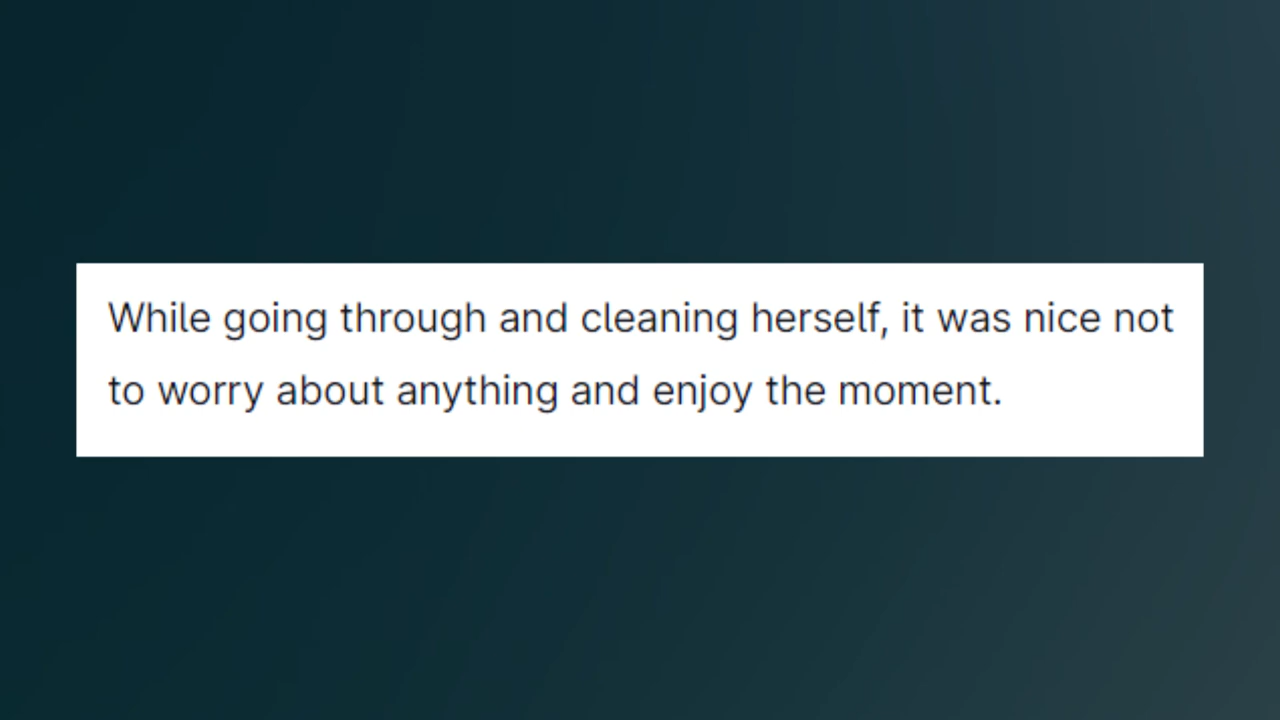 While going through and cleaning herself, it was nice not
to worry about anything and enjoy the moment.